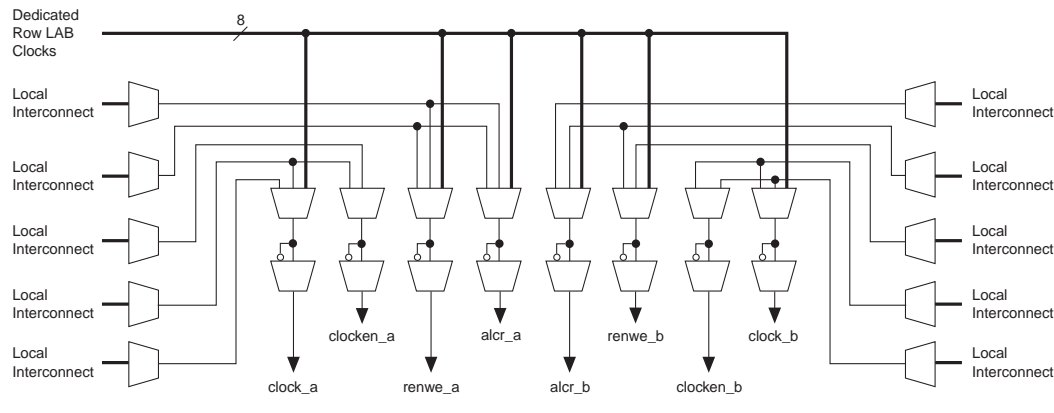 Dedicated
Row LAB
Clocks
8
Local
Interconnect
Local
Interconnect
Local
Interconnect
Local
Interconnect
Local
Interconnect
Local
Interconnect
Local
Interconnect
Local
Interconnect
Local
Interconnect
Local
Interconnect
clocken_a
alcr_a
renwe_b
clock_b
clock_a
renwe_a
alcr_b
clocken_b